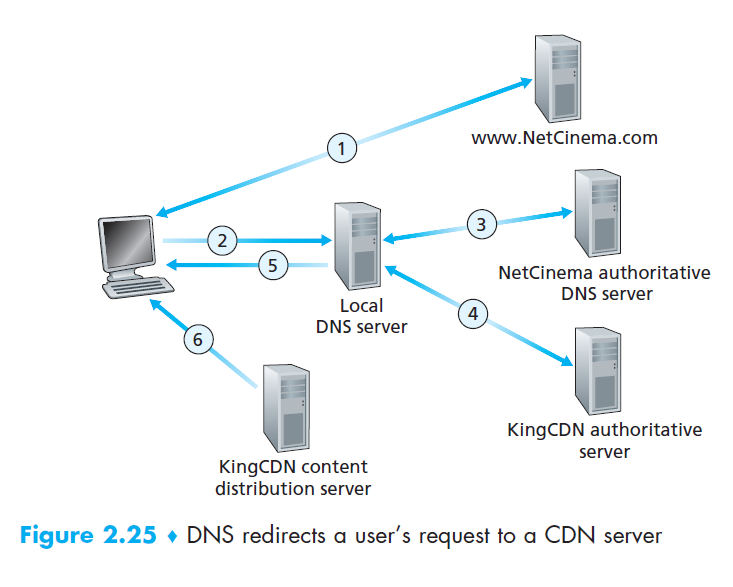 1
www.NetCinema.com
2
3
5
NetCinema authoritative
DNS server
Local
DNS server
4
6
KingCDN authoritative
server
KingCDN content
distribution server
Figure 2.25 ♦ DNS redirects a user’s request to a CDN server